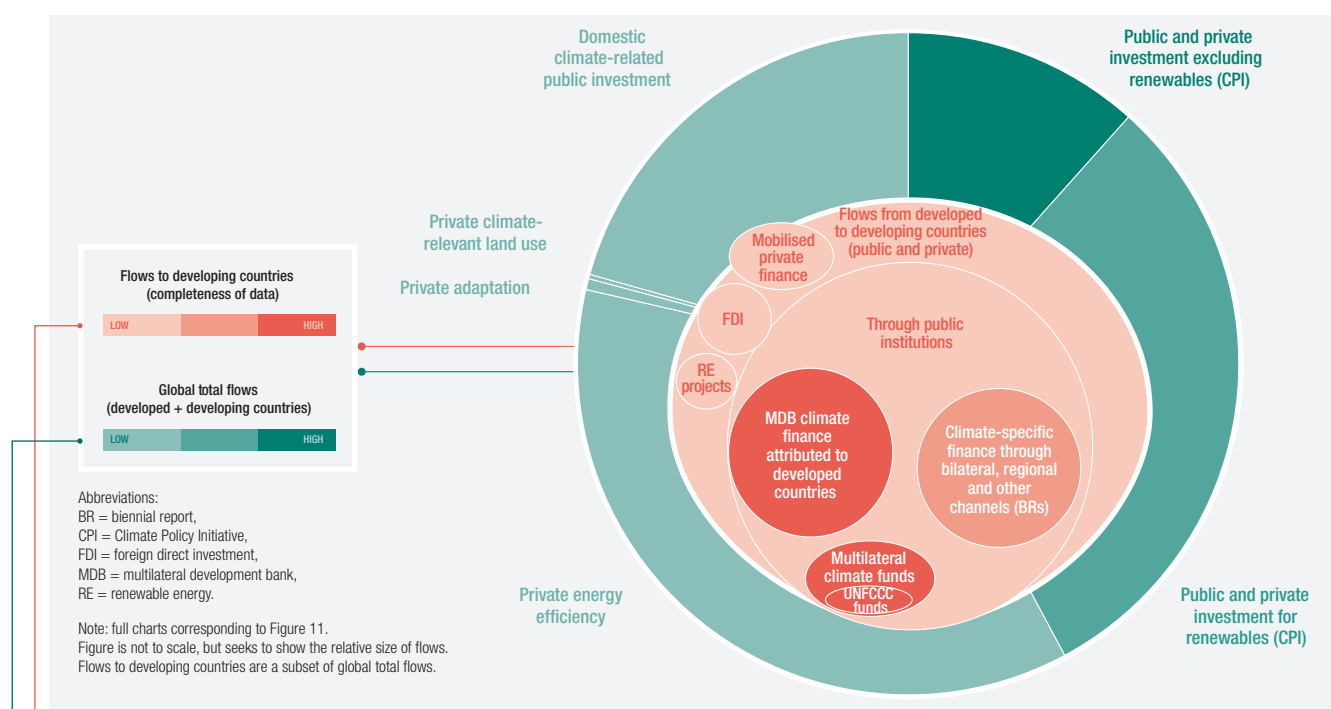 Domestic
climate-related
public investment
Public and private
investment excluding
renewables (CPI)
Private climate-
relevant land use
Private adaptation
Flows to developing countries
(completeness of data)
LOW
HIGH
Global total flows
(developed + developing countries)
LOW
HIGH
Flows from developed
to developing countries
(public and private)
Mobilised
private
finance
FDI
RE
projects
Through public
institutions
MDB climate
finance
attributed to
developed
countries
Climate-specific
finance through
bilateral, regional
and other
channels (BRs)
Multilateral
climate funds
UNFCCC
funds
Private energy
efficiency
Public and private
investment for
renewables (CPI)
Abbreviations:
BR = biennial report,
CPI = Climate Policy Initiative,
FDI = foreign direct investment,
MDB = multilateral development bank,
RE = renewable energy.
Note: full charts corresponding to Figure 11.
Figure is not to scale, but seeks to show the relative size of flows.
Flows to developing countries are a subset of global total flows.